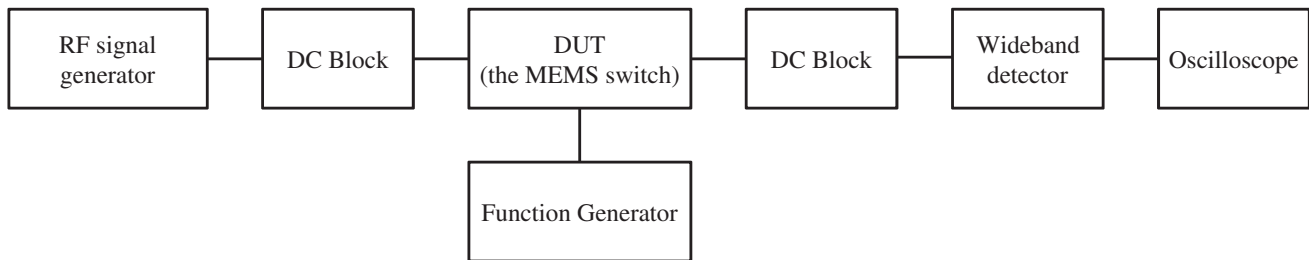 RF signal
generator
DC Block
DUT
(the MEMS switch)
DC Block
Wideband
detector
Oscilloscope
Function Generator